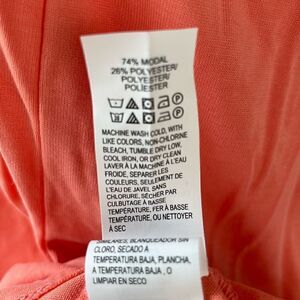 74% MODAL
26% POLYESTER/
POLYESTER/
POLIESTER
MACHINE WASH COLD, WITH
LIKE COLORS, NON-CHLORINE
BLEACH, TUMBLE DRY LOW,
COOL IRON, OR DRY CLEAN
LAVER À LA MACHINE À L'EAU
FROIDE, SEPARER LES
COULEURS, SEULEMENT DE
L'EAU DE JAVEL SANS
CHLORURE, SÉCHER PAR
CULBUTAGE À BASSE
TEMPÉRATURE, FER À BASSE
TEMPÉRATURE, OU NETTOYER
À SEC
SIMILARES, BLANQUEADOR SIN
CLORO, SECADO A
TEMPERATURA BAJA, PLANCHA,
A TEMPERATURA BAJA , O
LIMPIAR EN SECO